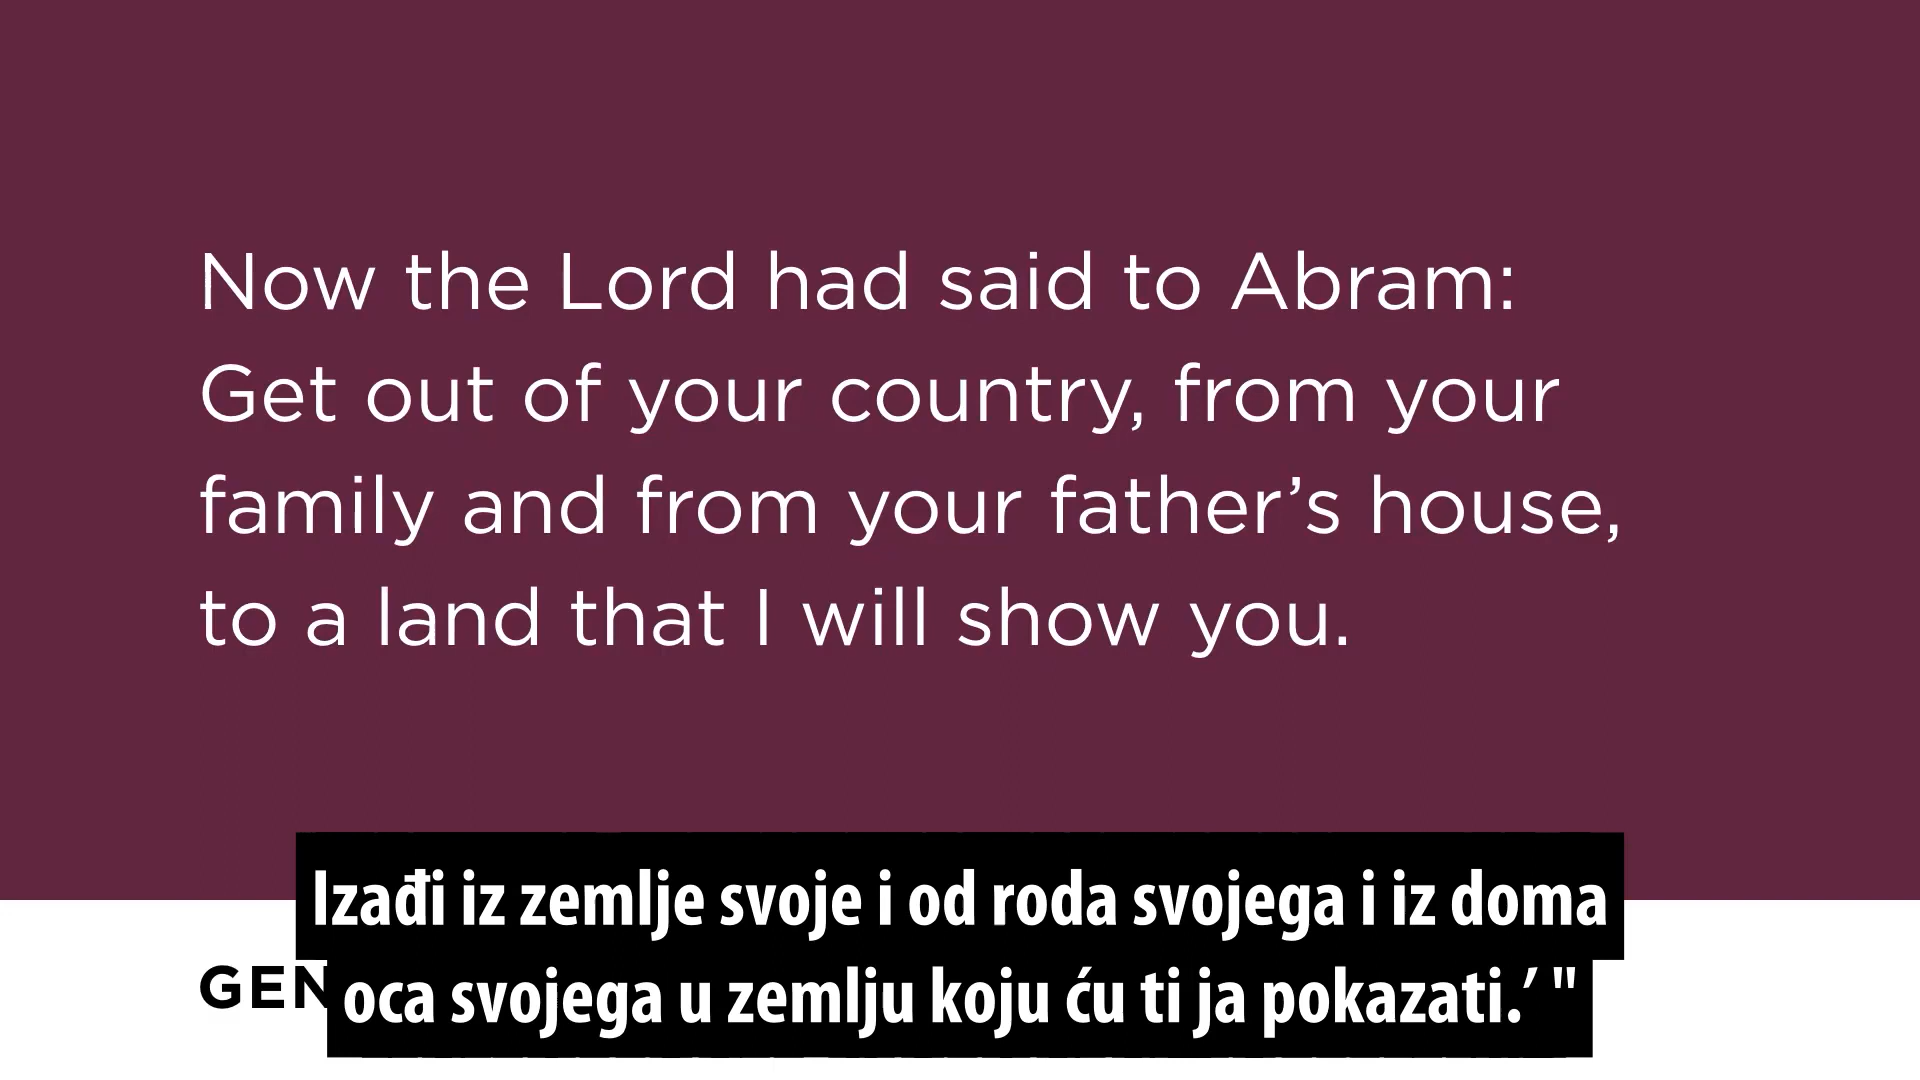 Now the Lord had said to Abram:
Get out of your country, from your
family and from your father’s house,
to a land that I will show you.
Izađi iz zemlje svoje i od roda svojega i iz doma
GEN
oca svojega u zemlju koju ću ti ja pokazati.’ "